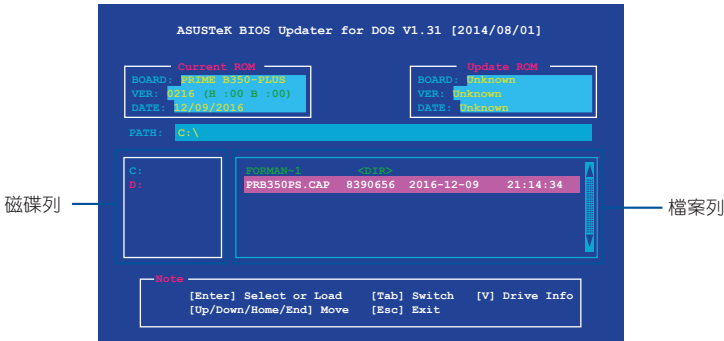 ASUSTeK BIOS Updater for DOS V1.31 [2014/08/01]
Current ROM
BOARD: PRIME B350-PLUS
VER: 0216 (H :00 B :00)
DATE: 12/09/2016
Update ROM
BOARD: Unknown
VER: Unknown
DATE: Unknown
PATH: C:\
C:
D:
FORMAN~1 <DIR>
PRB350PS.CAP 8390656 2016-12-09 21:14:34
磁碟列
檔案列
Note
[Enter] Select or Load [Tab] Switch [V] Drive Info
[Up/Down/Home/End] Move [Esc] Exit